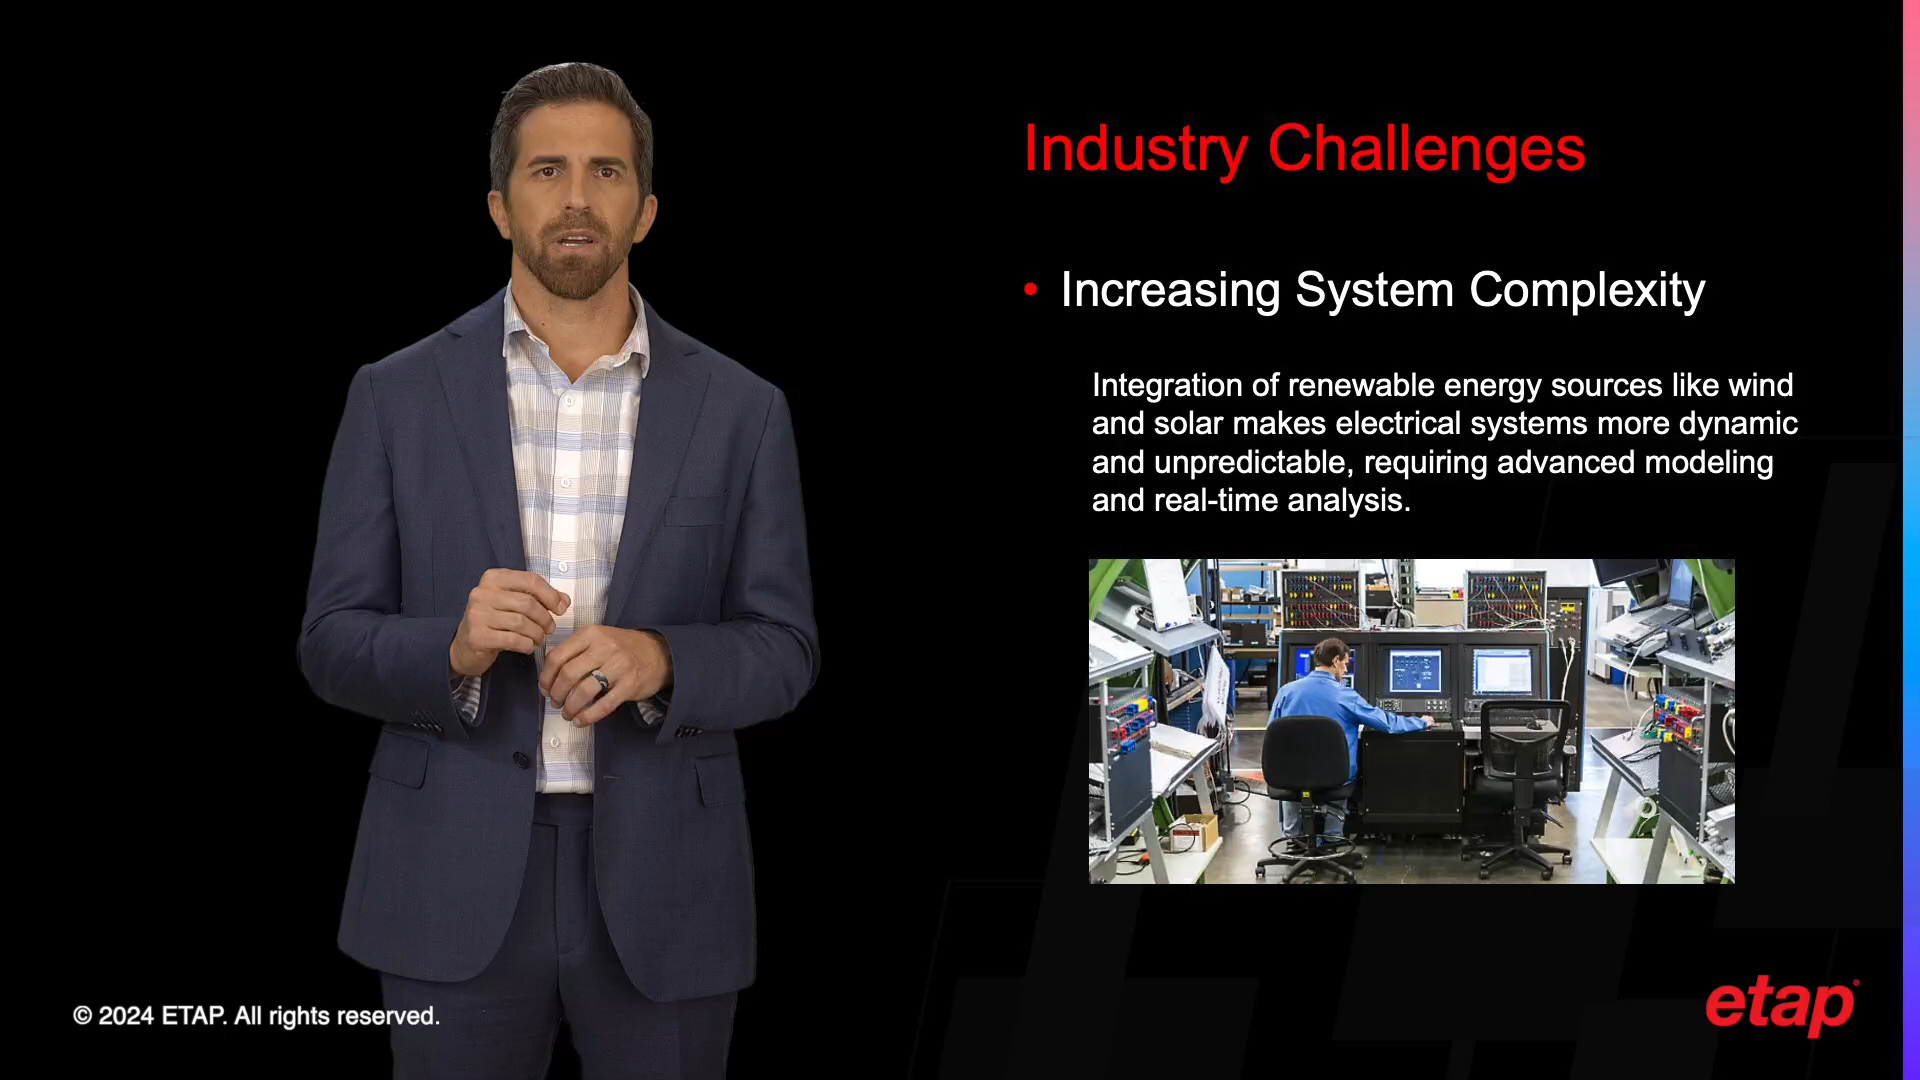 Industry Challenges
• Increasing System Complexity
Integration of renewable energy sources like wind
and solar makes electrical systems more dynamic
and unpredictable, requiring advanced modeling
and real-time analysis.
© 2024 ETAP. All rights reserved.
etap